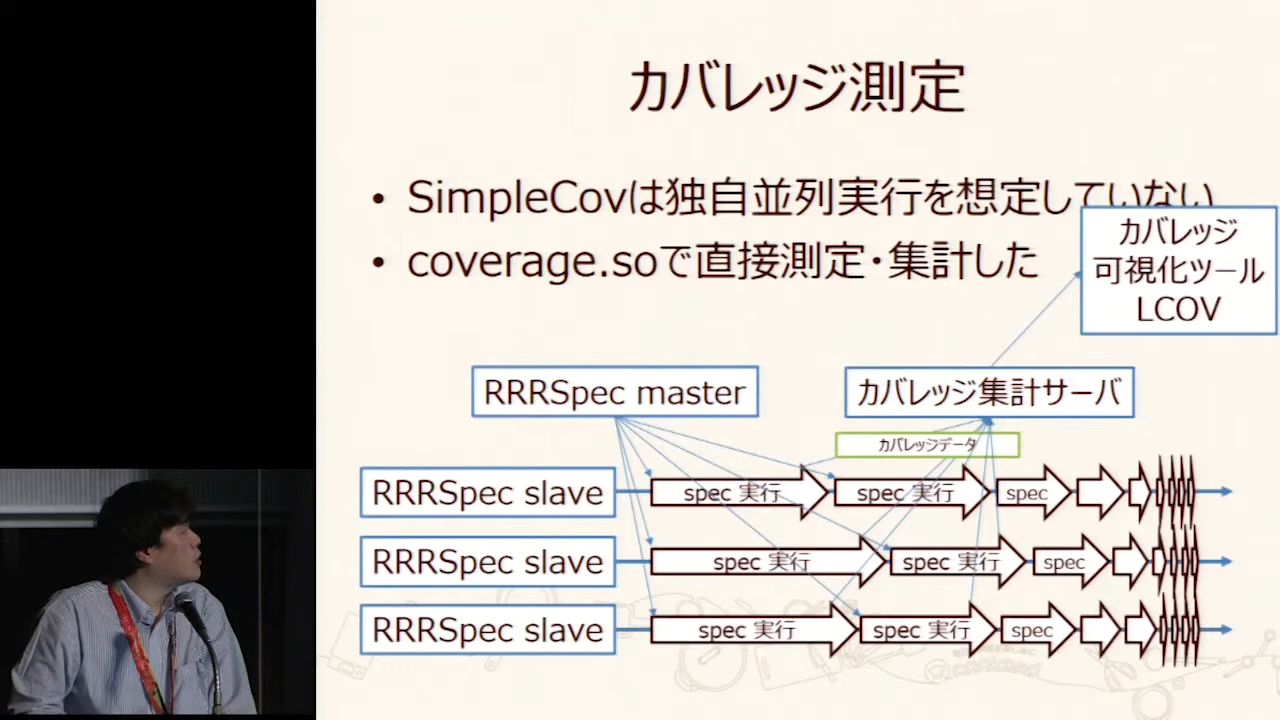 カバレッジ測定
• SimpleCovは独自並列実行を想定していない
• coverage.soで直接測定・集計した
カバレッジ
可視化ツール
LCOV
RRRSpec master
カバレッジ集計サーバ
カバレッジデータ
RRRSpec slave
spec 実行
spec 実行
spec
RRRSpec slave
spec 実行
spec 実行
spec
RRRSpec slave
spec 実行
spec 実行
spec